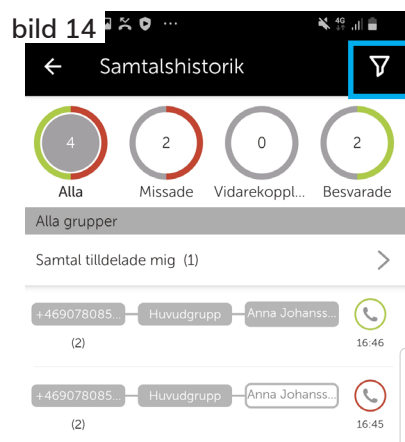 bild 14
4G
Samtalshistorik
4 2 0 2
Alla Missade Vidarekoppl... Besvarade
Alla grupper
Samtal tilldelade mig (1)
+469078085... Huvudgrupp Anna Johanss...
(2) 16:46
+469078085... Huvudgrupp Anna Johanss...
(2) 16:45